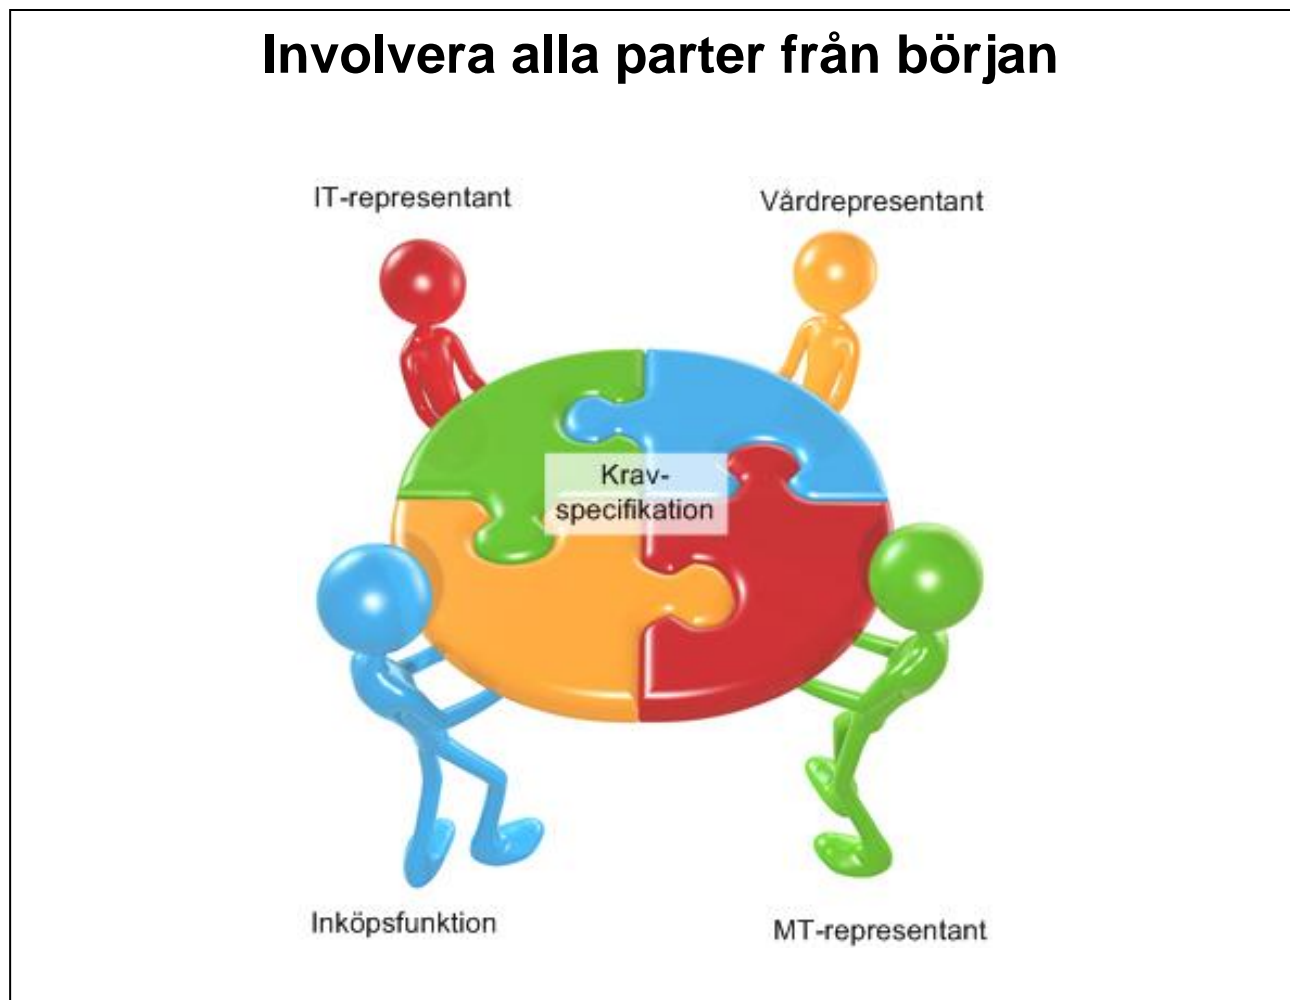 Involvera alla parter från början
IT-representant
Vårdrepresentant
Krav-
specifikation
Inköpsfunktion
MT-representant